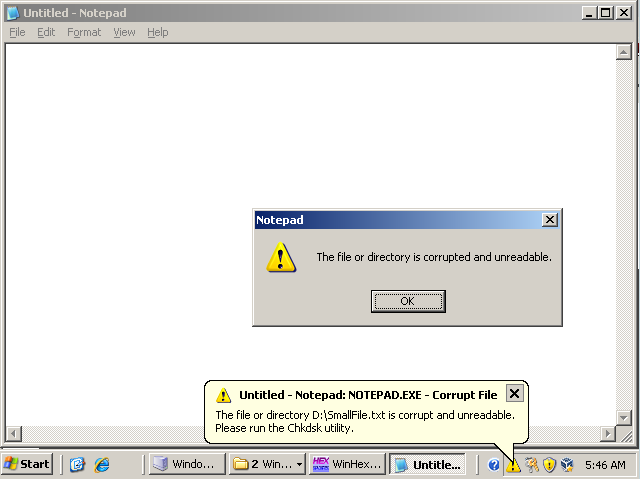 Untitled - Notepad
File Edit Format View Help
Notepad
The file or directory is corrupted and unreadable.
OK
Untitled - Notepad: NOTEPAD.EXE - Corrupt File
The file or directory D:\SmallFile.txt is corrupt and unreadable.
Please run the Chkdsk utility.
Start
Windo...
2 Win...
HEX
WinHex...
Untitle...
5:46 AM